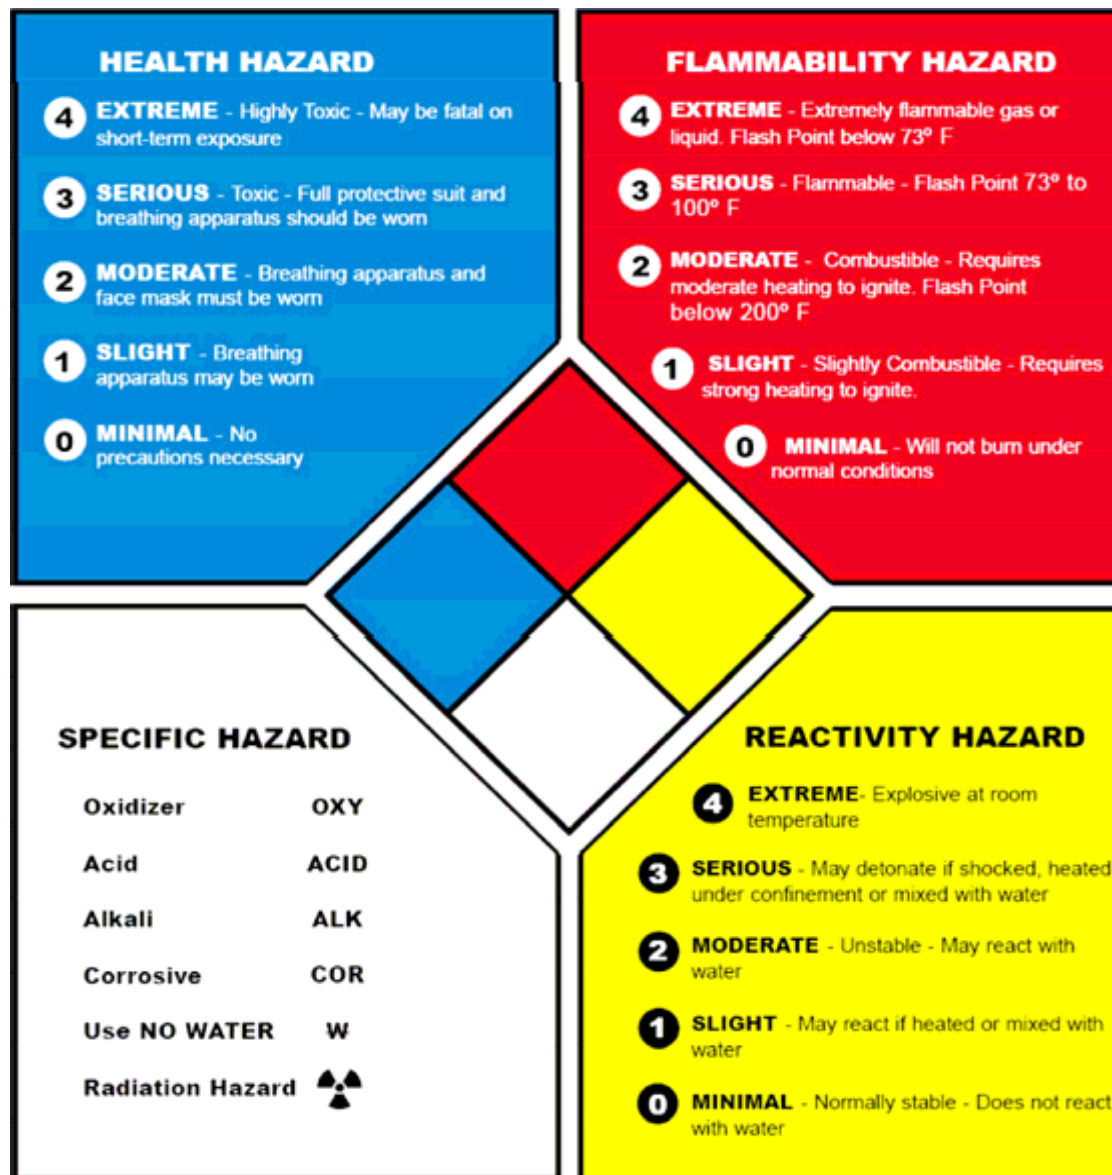 HEALTH HAZARD
4 EXTREME - Highly Toxic - May be fatal on
short-term exposure
3 SERIOUS - Toxic - Full protective suit and
breathing apparatus should be worn
2 MODERATE - Breathing apparatus and
face mask must be worn
1 SLIGHT - Breathing
apparatus may be worn
0 MINIMAL - No
precautions necessary
FLAMMABILITY HAZARD
4 EXTREME - Extremely flammable gas or
liquid. Flash Point below 73º F
3 SERIOUS - Flammable - Flash Point 73º to
100º F
2 MODERATE - Combustible - Requires
moderate heating to ignite. Flash Point
below 200º F
1 SLIGHT - Slightly Combustible - Requires
strong heating to ignite.
0 MINIMAL - Will not burn under
normal conditions
SPECIFIC HAZARD
Oxidizer OXY
Acid ACID
Alkali ALK
Corrosive COR
Use NO WATER W
Radiation Hazard
REACTIVITY HAZARD
4 EXTREME- Explosive at room
temperature
3 SERIOUS - May detonate if shocked, heated
under confinement or mixed with water
2 MODERATE - Unstable - May react with
water
1 SLIGHT - May react if heated or mixed with
water
0 MINIMAL - Normally stable - Does not react
with water